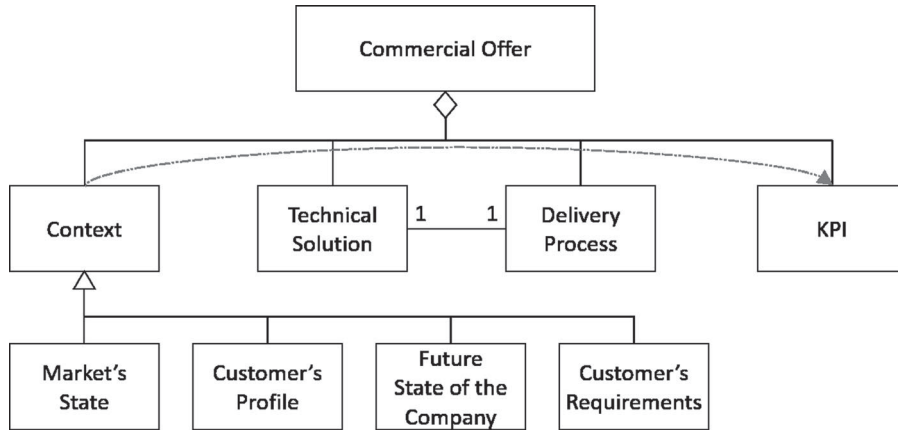 Commercial Offer
Context
Technical
Solution
1
1
Delivery
Process
KPI
Market's
State
Customer's
Profile
Future
State of the
Company
Customer's
Requirements